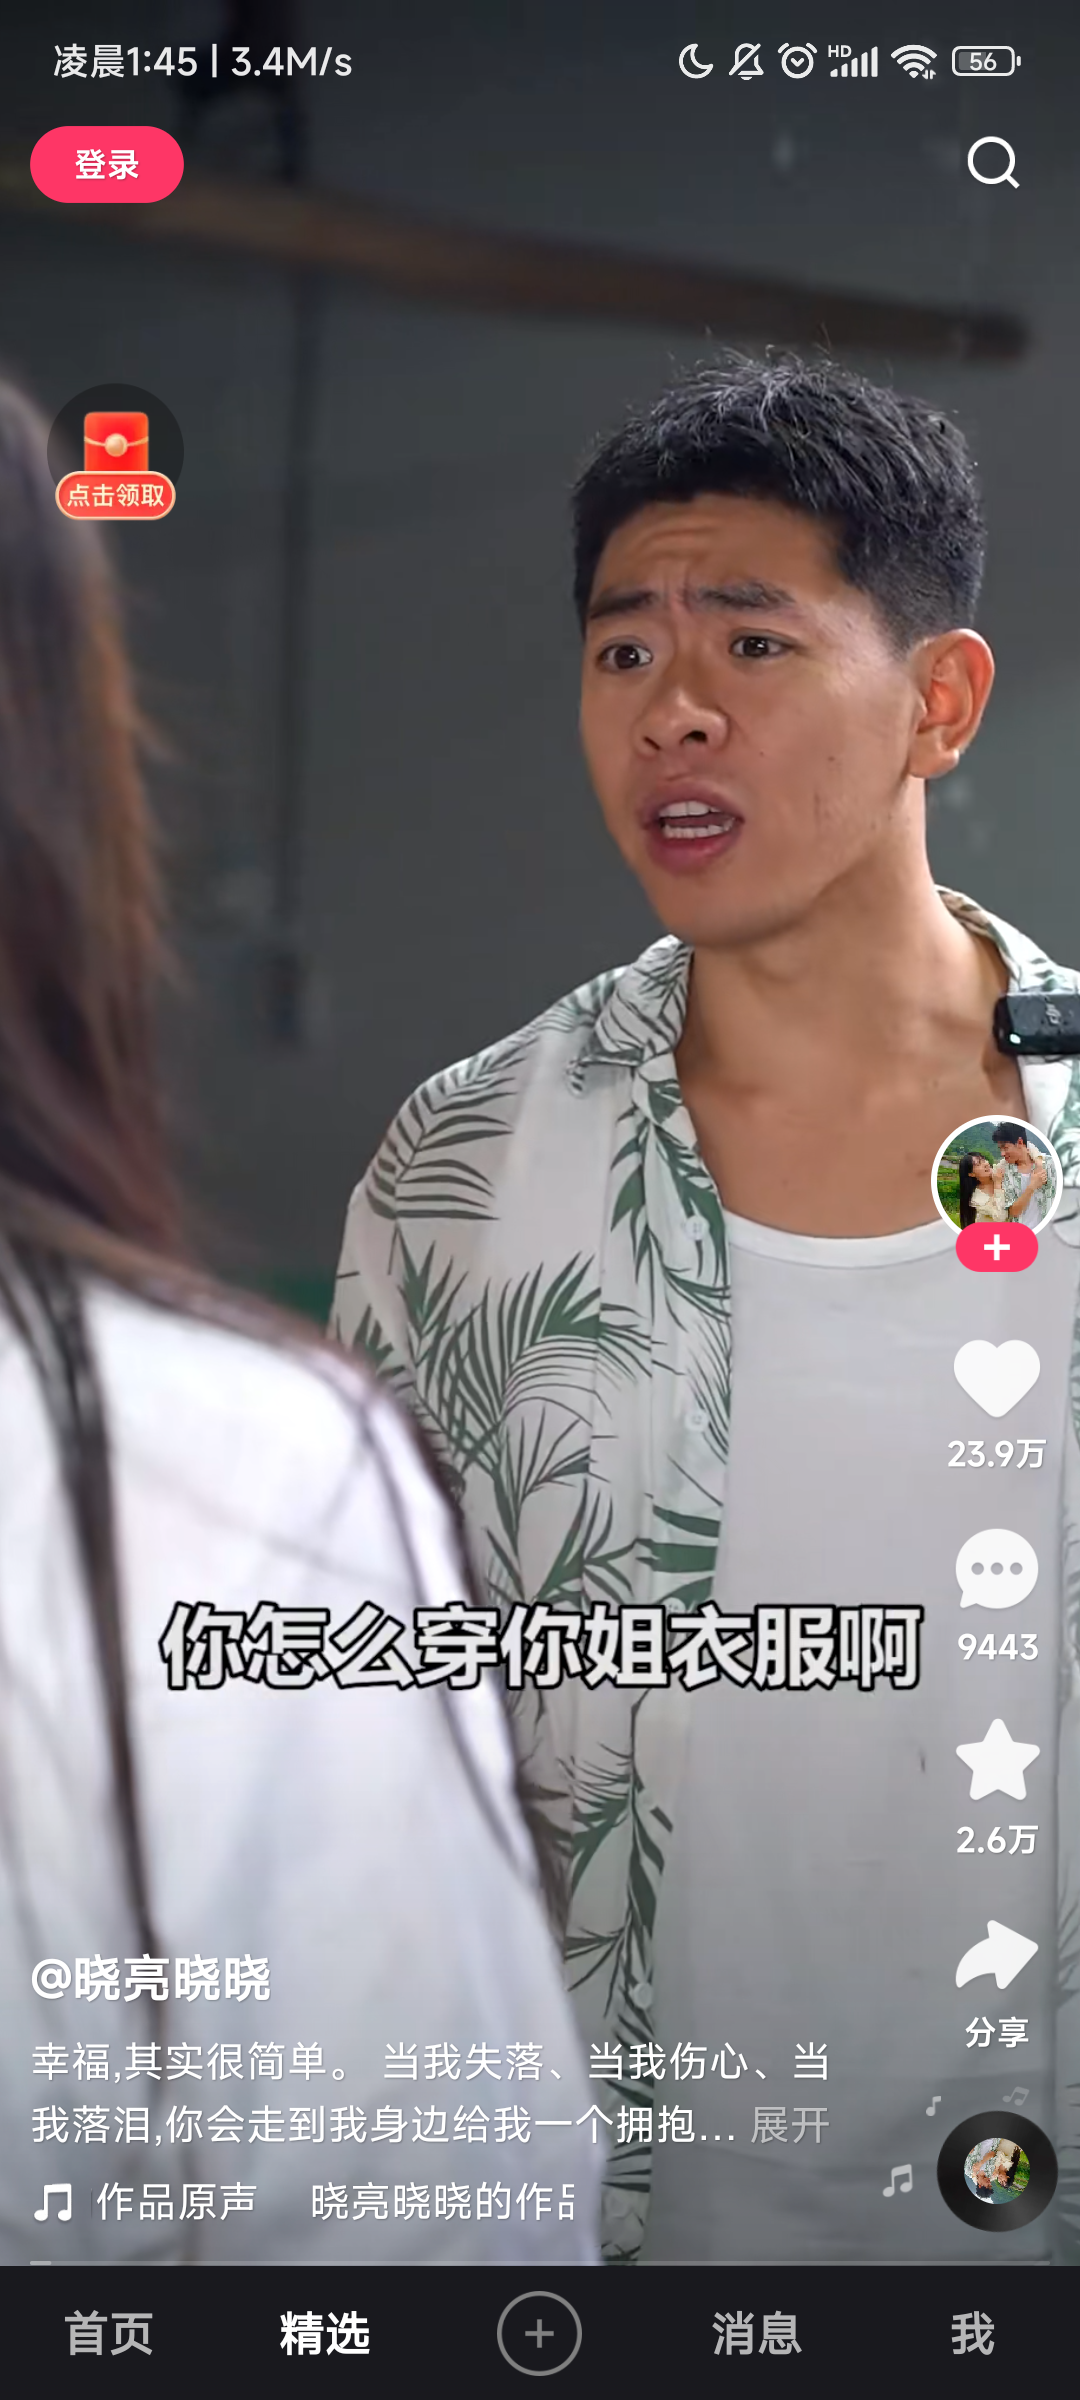 凌晨1:45 | 3.4M/s
HD
56
登录
点击领取
23.9万
你怎么穿你姐衣服啊
9443
2.6万
@晓亮晓晓
分享
幸福,其实很简单。 当我失落、当我伤心、当
我落泪,你会走到我身边给我一个拥抱... 展开
作品原声 晓亮晓晓的作品
首页 精选 消息 我